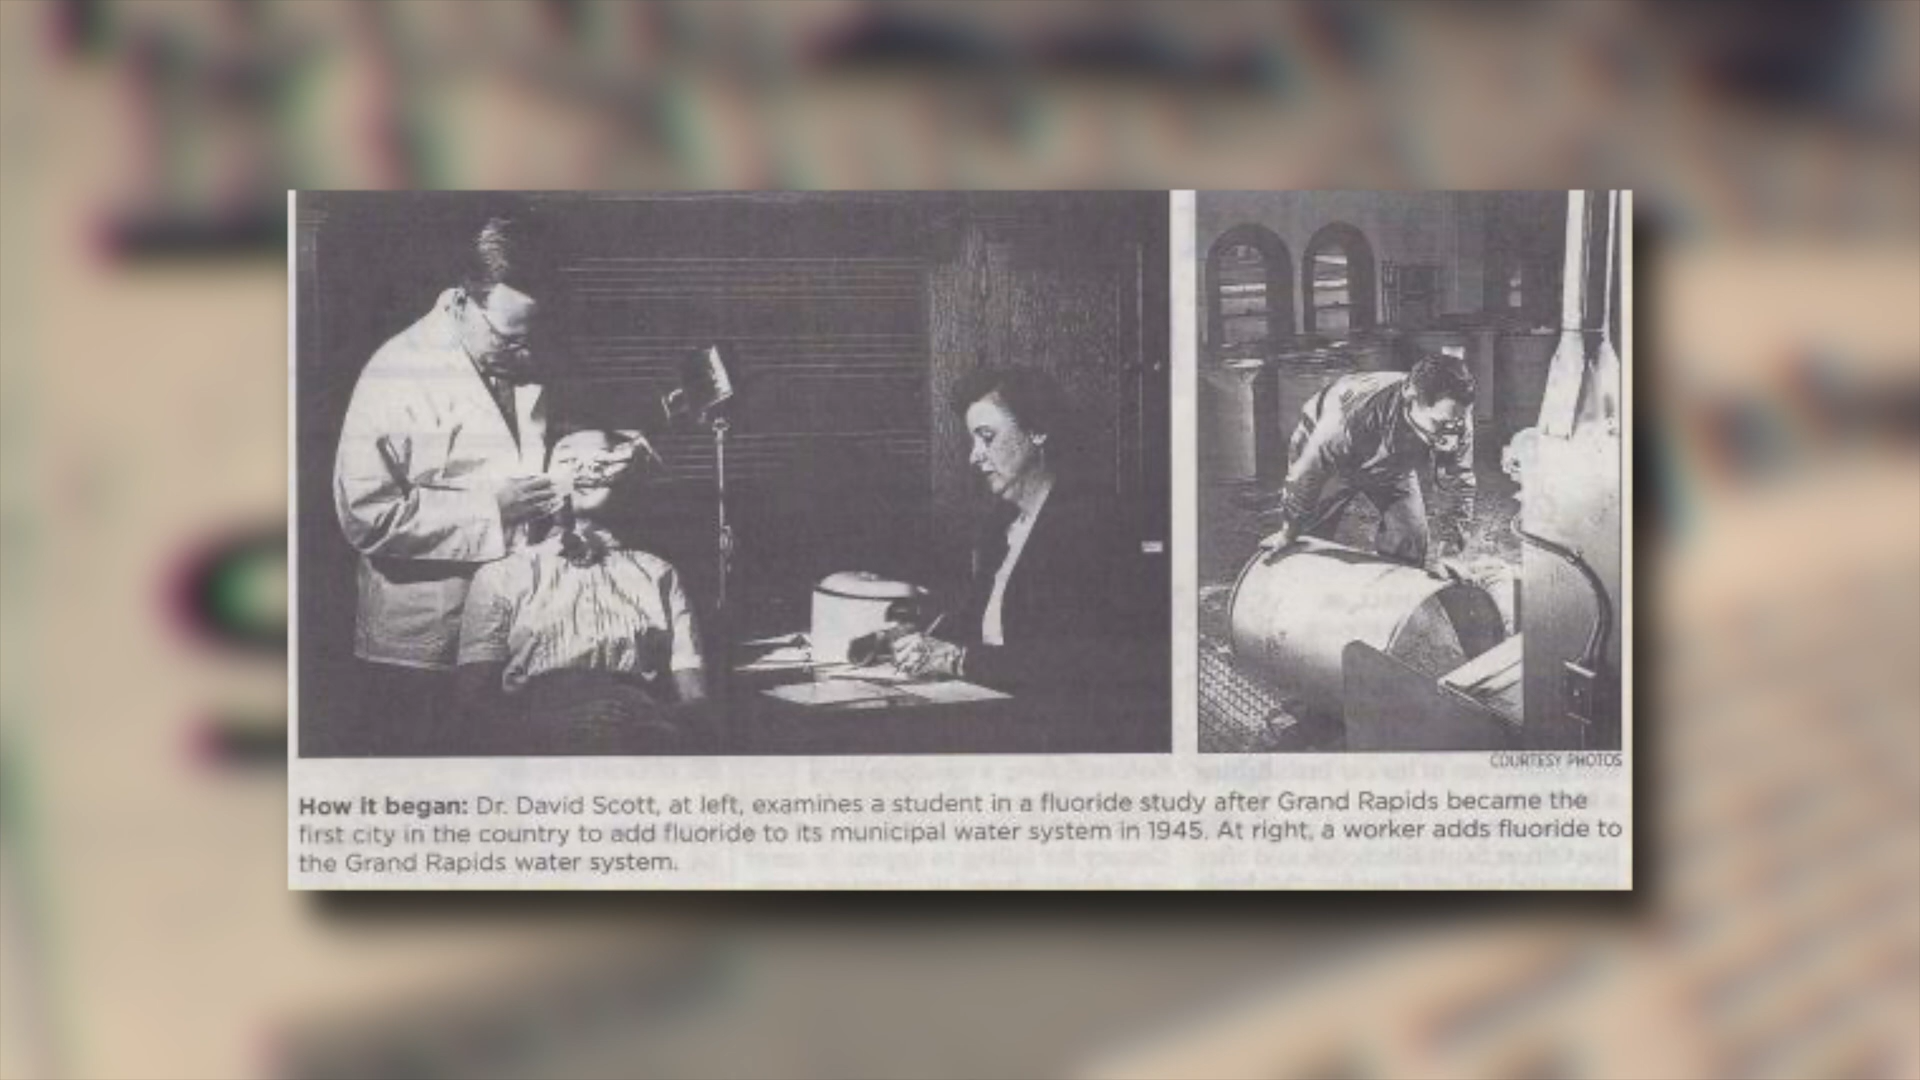 COURTESY PHOTOS
How it began: Dr. David Scott, at left, examines a student in a fluoride study after Grand Rapids became the
first city in the country to add fluoride to its municipal water system in 1945. At right, a worker adds fluoride to
the Grand Rapids water system.